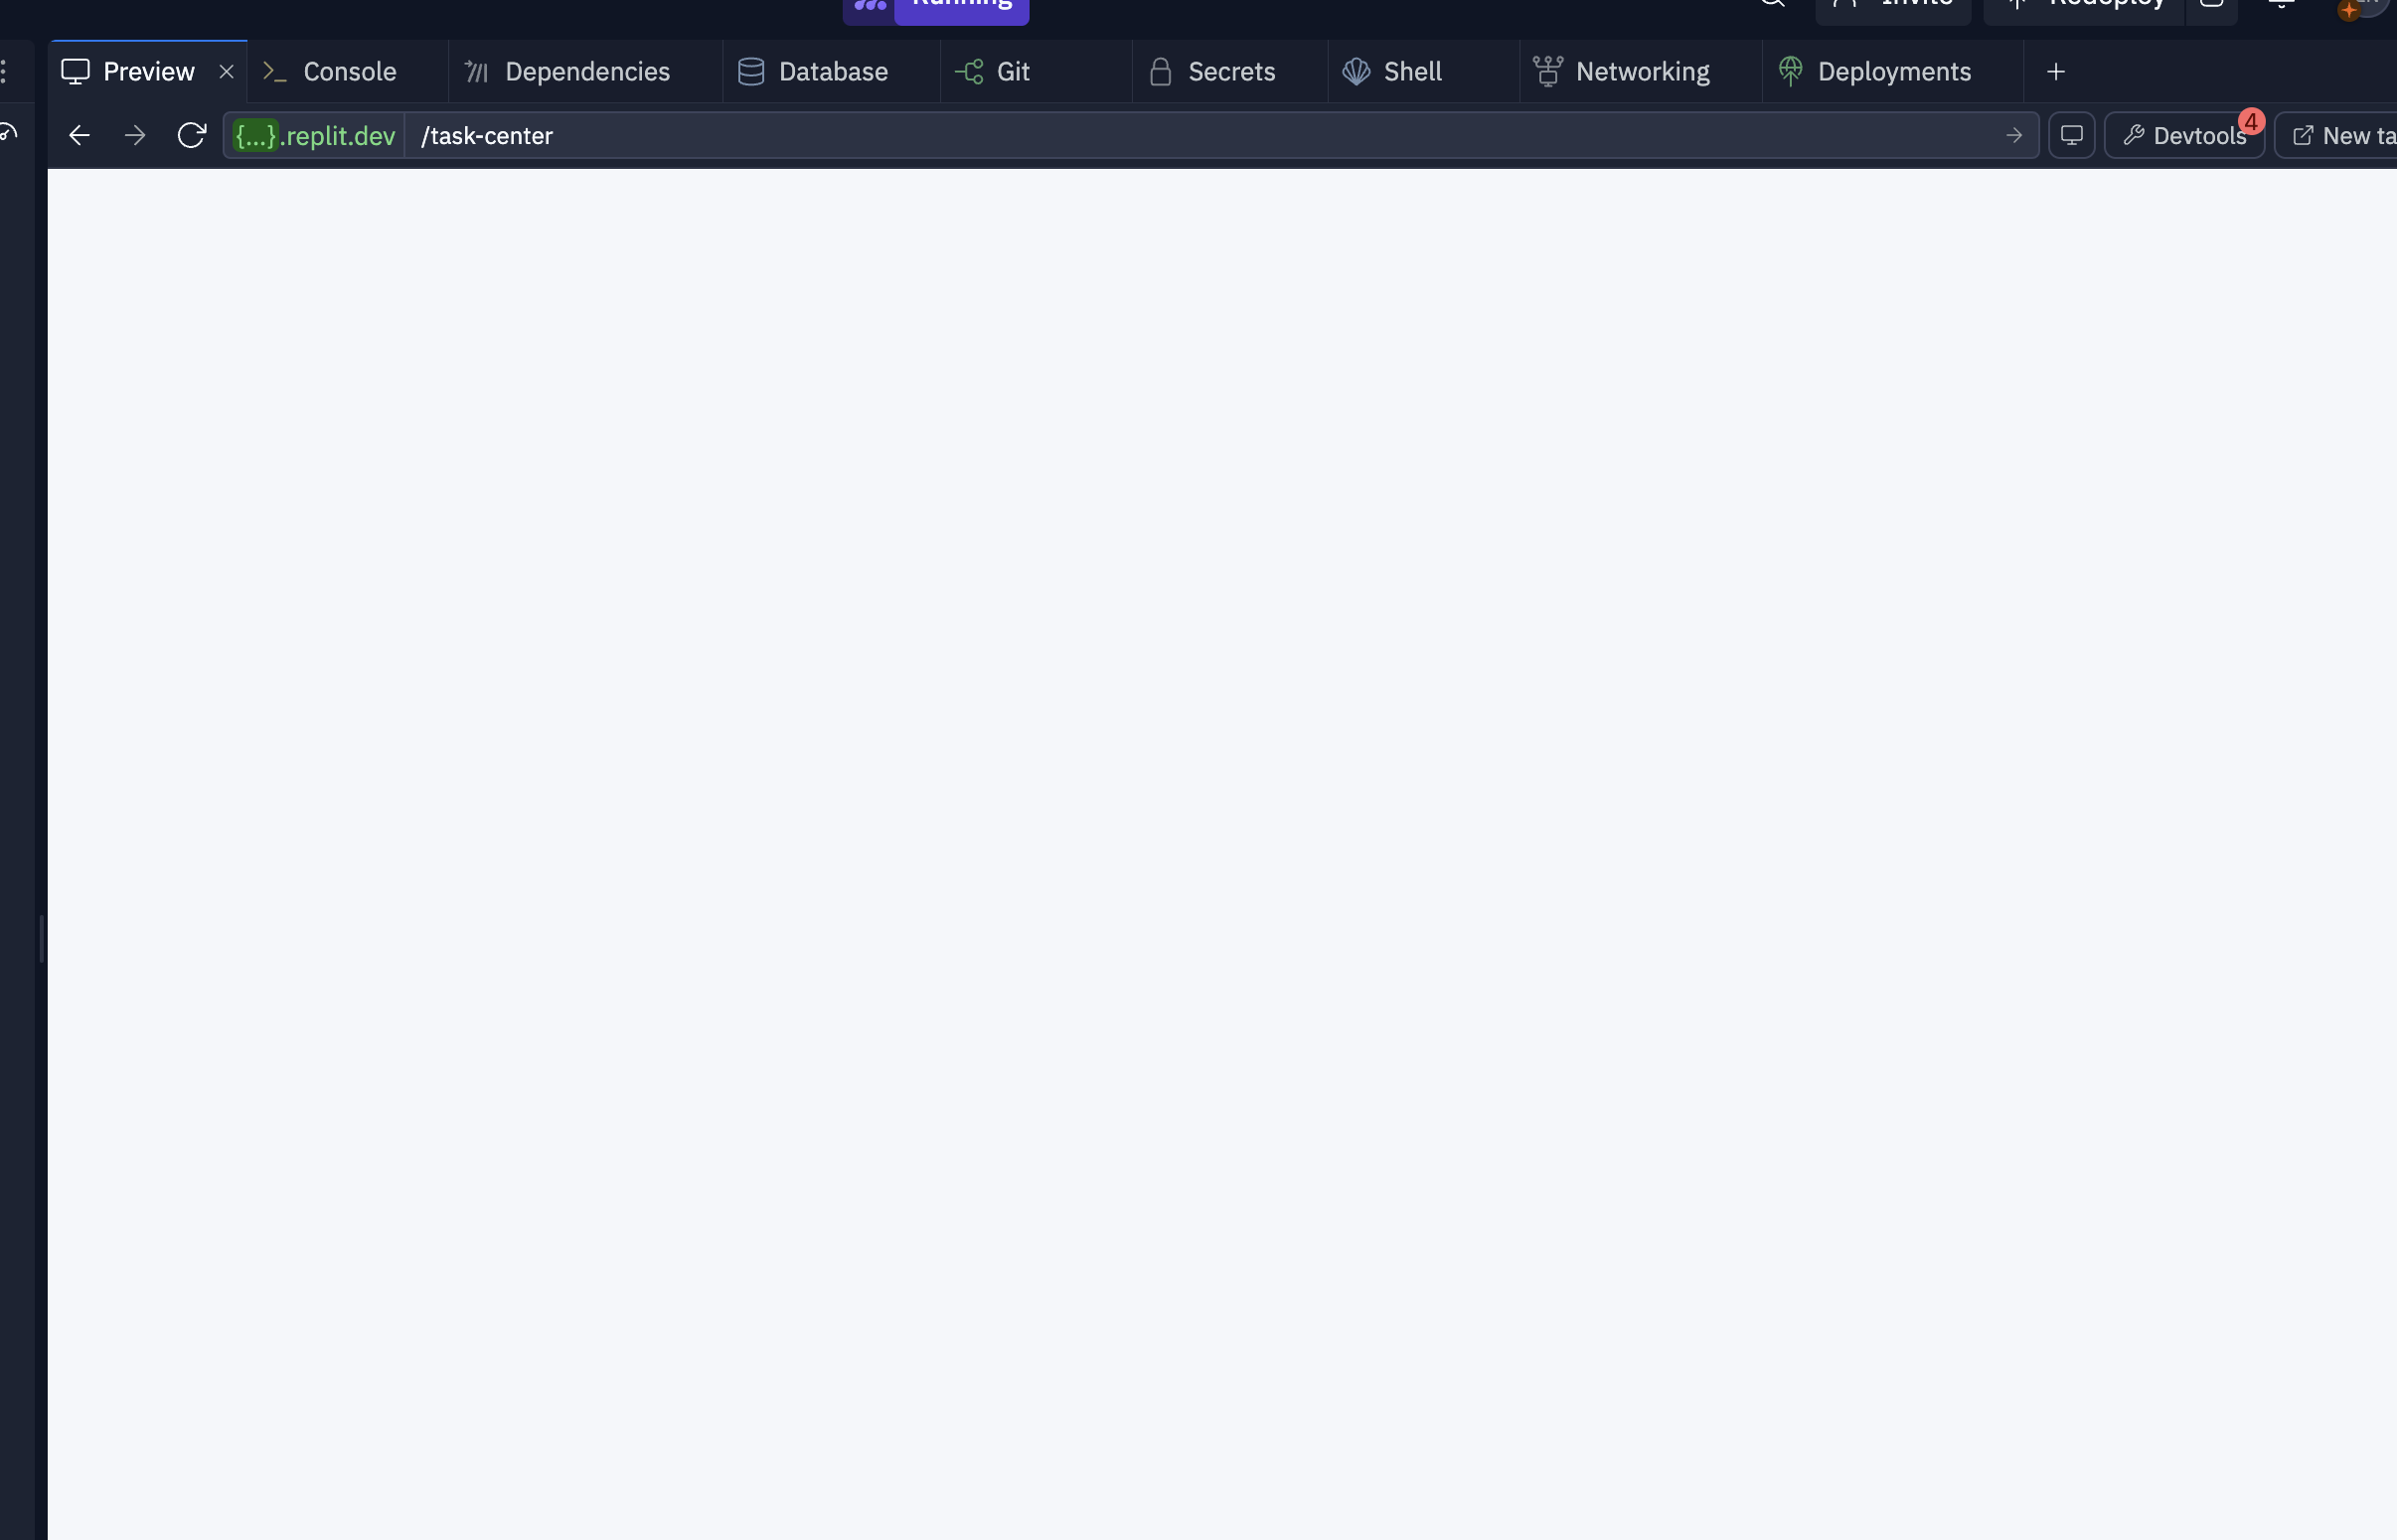 Running Invite Redeploy
Preview Console Dependencies Database Git Secrets Shell Networking Deployments
{...}.replit.dev /task-center Devtools 4 New ta